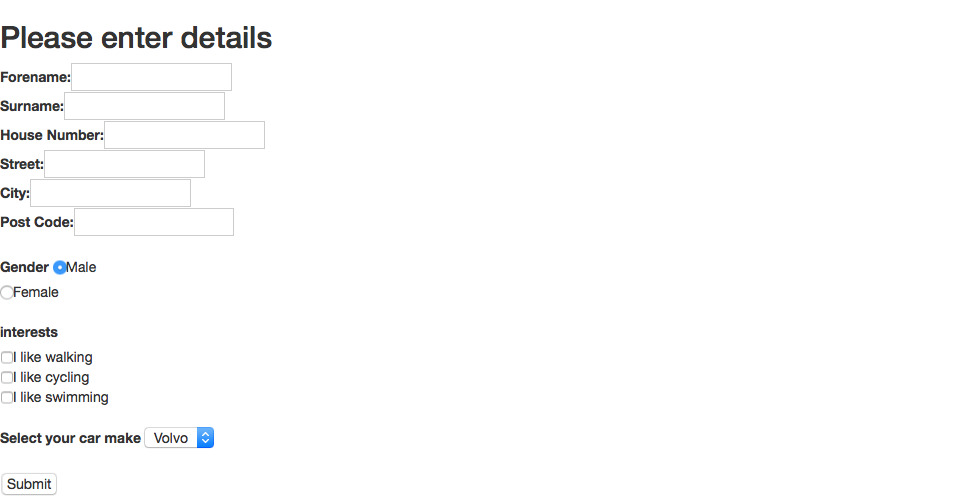 Please enter details
Forename:
Surname:
House Number:
Street:
City:
Post Code:
Gender Male
Female
interests
I like walking
I like cycling
I like swimming
Select your car make Volvo
Submit